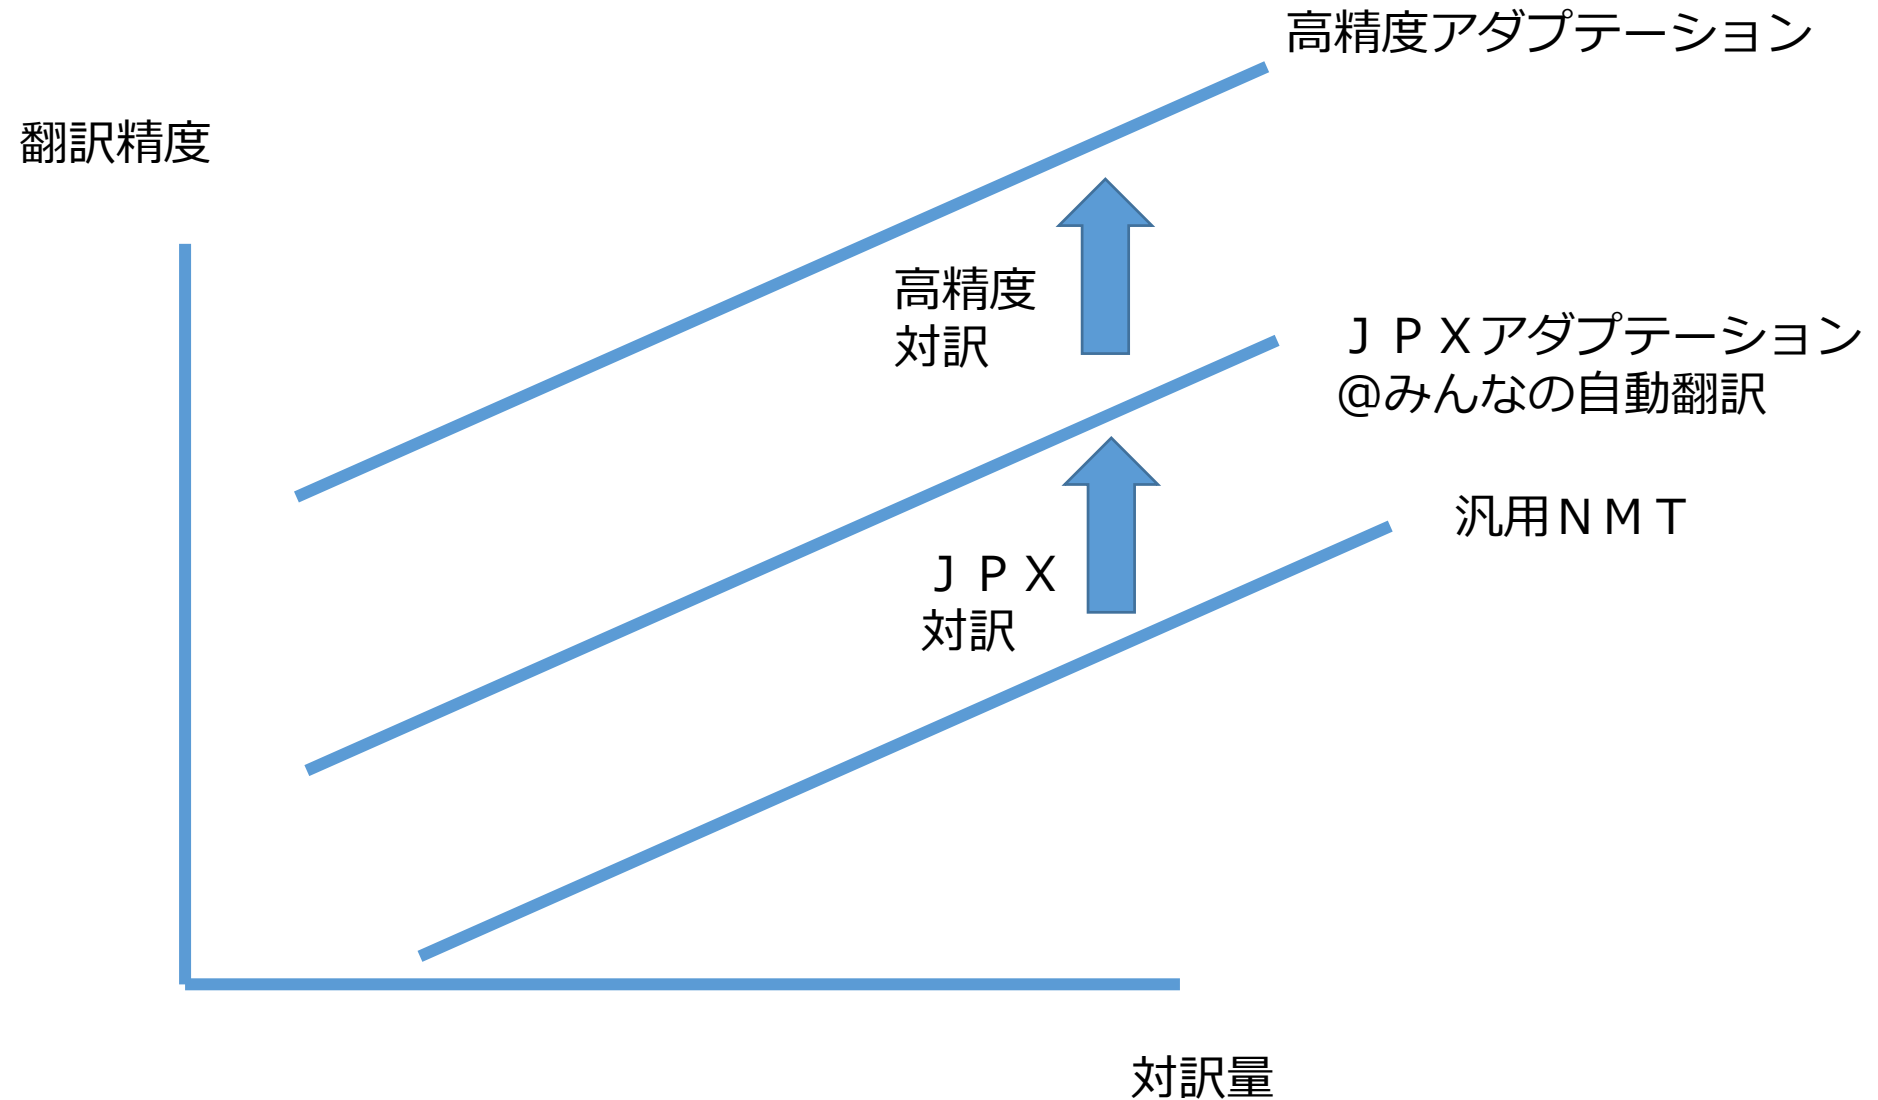 高精度アダプテーション
翻訳精度
高精度
対訳
ＪＰＸアダプテーション
@みんなの自動翻訳
汎用ＮＭＴ
ＪＰＸ
対訳
対訳量